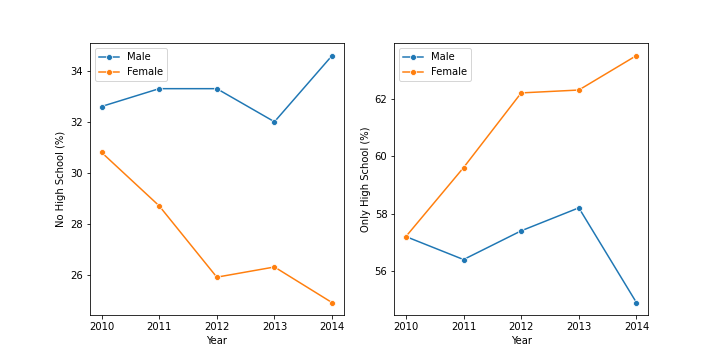 Male
Female
No High School (%)
34
32
30
28
26
2010 2011 2012 2013 2014
Year
Male
Female
Only High School (%)
62
60
58
56
2010 2011 2012 2013 2014
Year